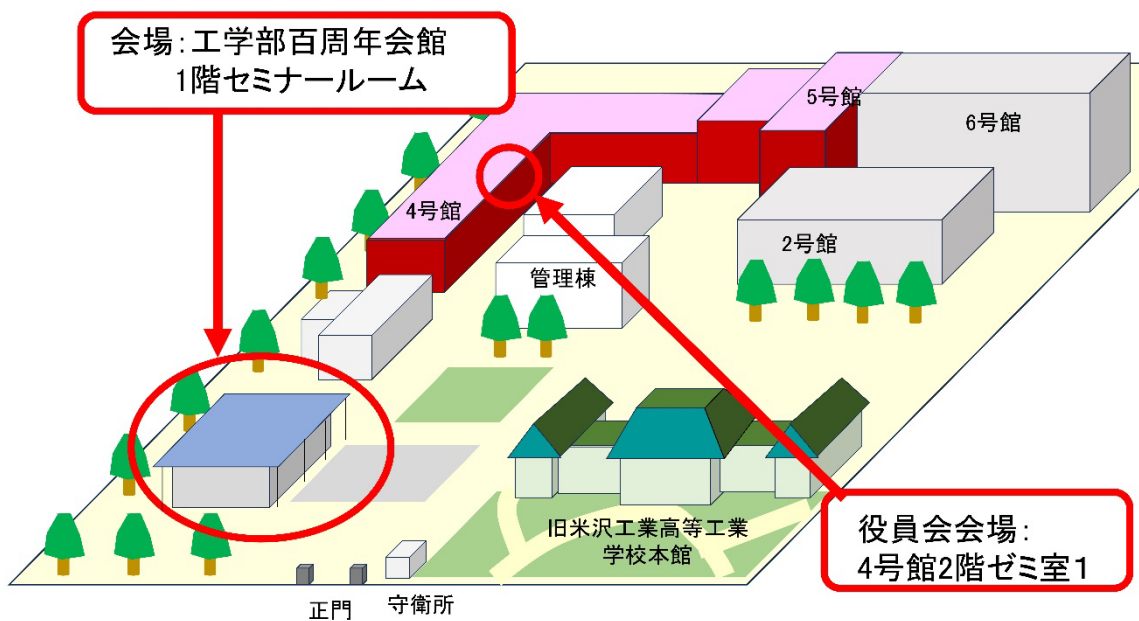 会場:工学部百周年会館
1階セミナールーム
5号館
6号館
4号館
2号館
管理棟
旧米沢工業高等工業
学校本館
役員会会場:
4号館2階ゼミ室1
正門
守衛所